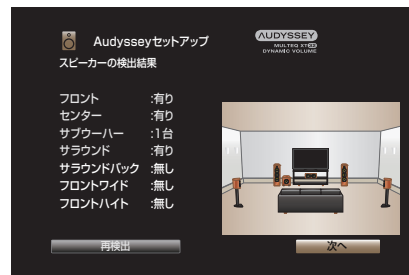 Audysseyセットアップ
AUDYSSEY
MULTEQ XT32
DYNAMIC VOLUME
スピーカーの検出結果
フロント :有り
センター :有り
サブウーハー :1台
サラウンド :有り
サラウンドバック :無し
フロントワイド :無し
フロントハイト :無し
再検出
次へ